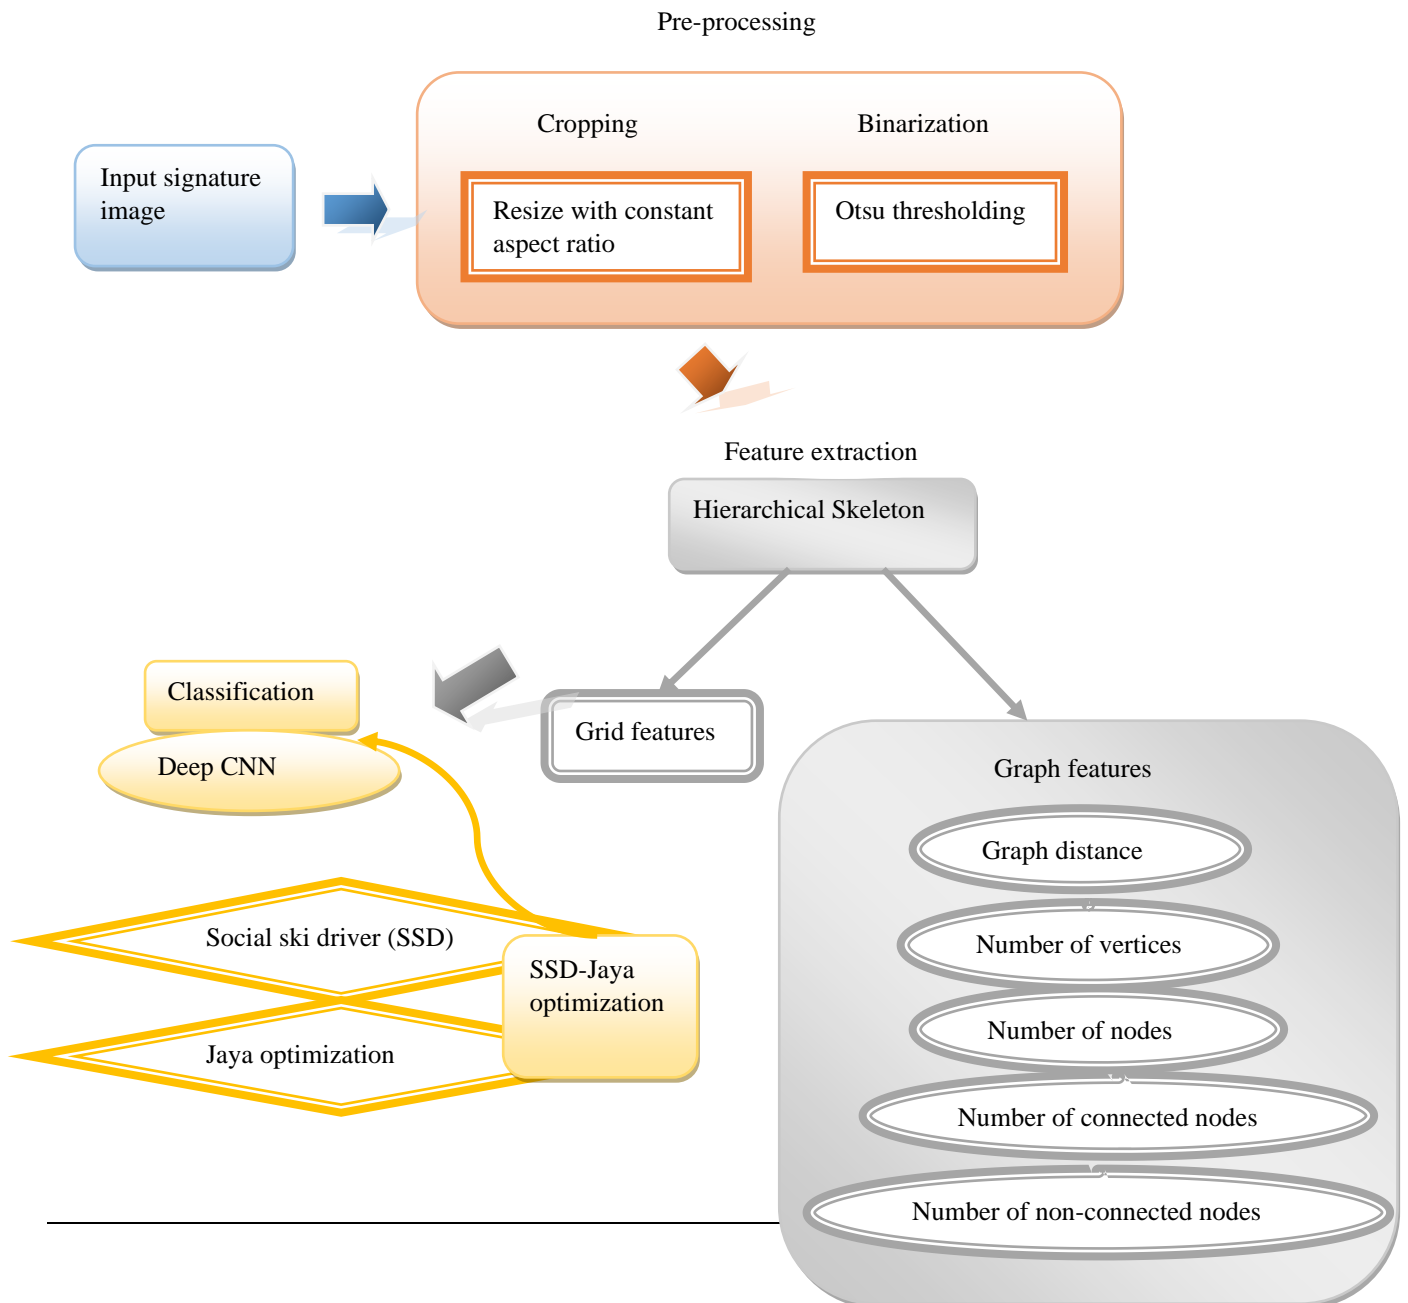 Pre-processing
Cropping
Binarization
Input signature
image
Resize with constant
aspect ratio
Otsu thresholding
Feature extraction
Hierarchical Skeleton
Classification
Deep CNN
Grid features
Graph features
Graph distance
Number of vertices
Number of nodes
Number of connected nodes
Number of non-connected nodes
Social ski driver (SSD)
SSD-Jaya
optimization
Jaya optimization